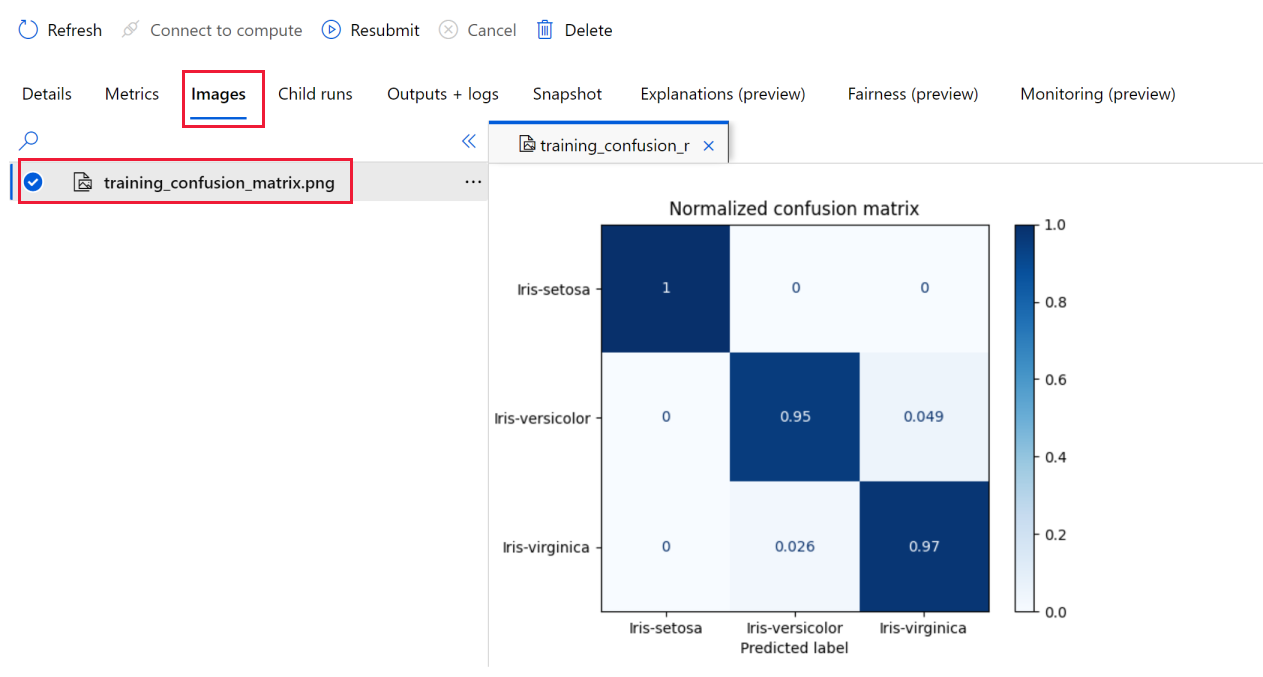 Refresh Connect to compute Resubmit Cancel Delete
Details Metrics Images Child runs Outputs + logs Snapshot Explanations (preview) Fairness (preview) Monitoring (preview)
training_confusion_r
training_confusion_matrix.png
Normalized confusion matrix
1.0
Iris-setosa 1 0 0
0.8
0.6
Iris-versicolor 0 0.95 0.049
0.4
0.2
Iris-virginica 0 0.026 0.97
0.0
Iris-setosa Iris-versicolor Iris-virginica
Predicted label